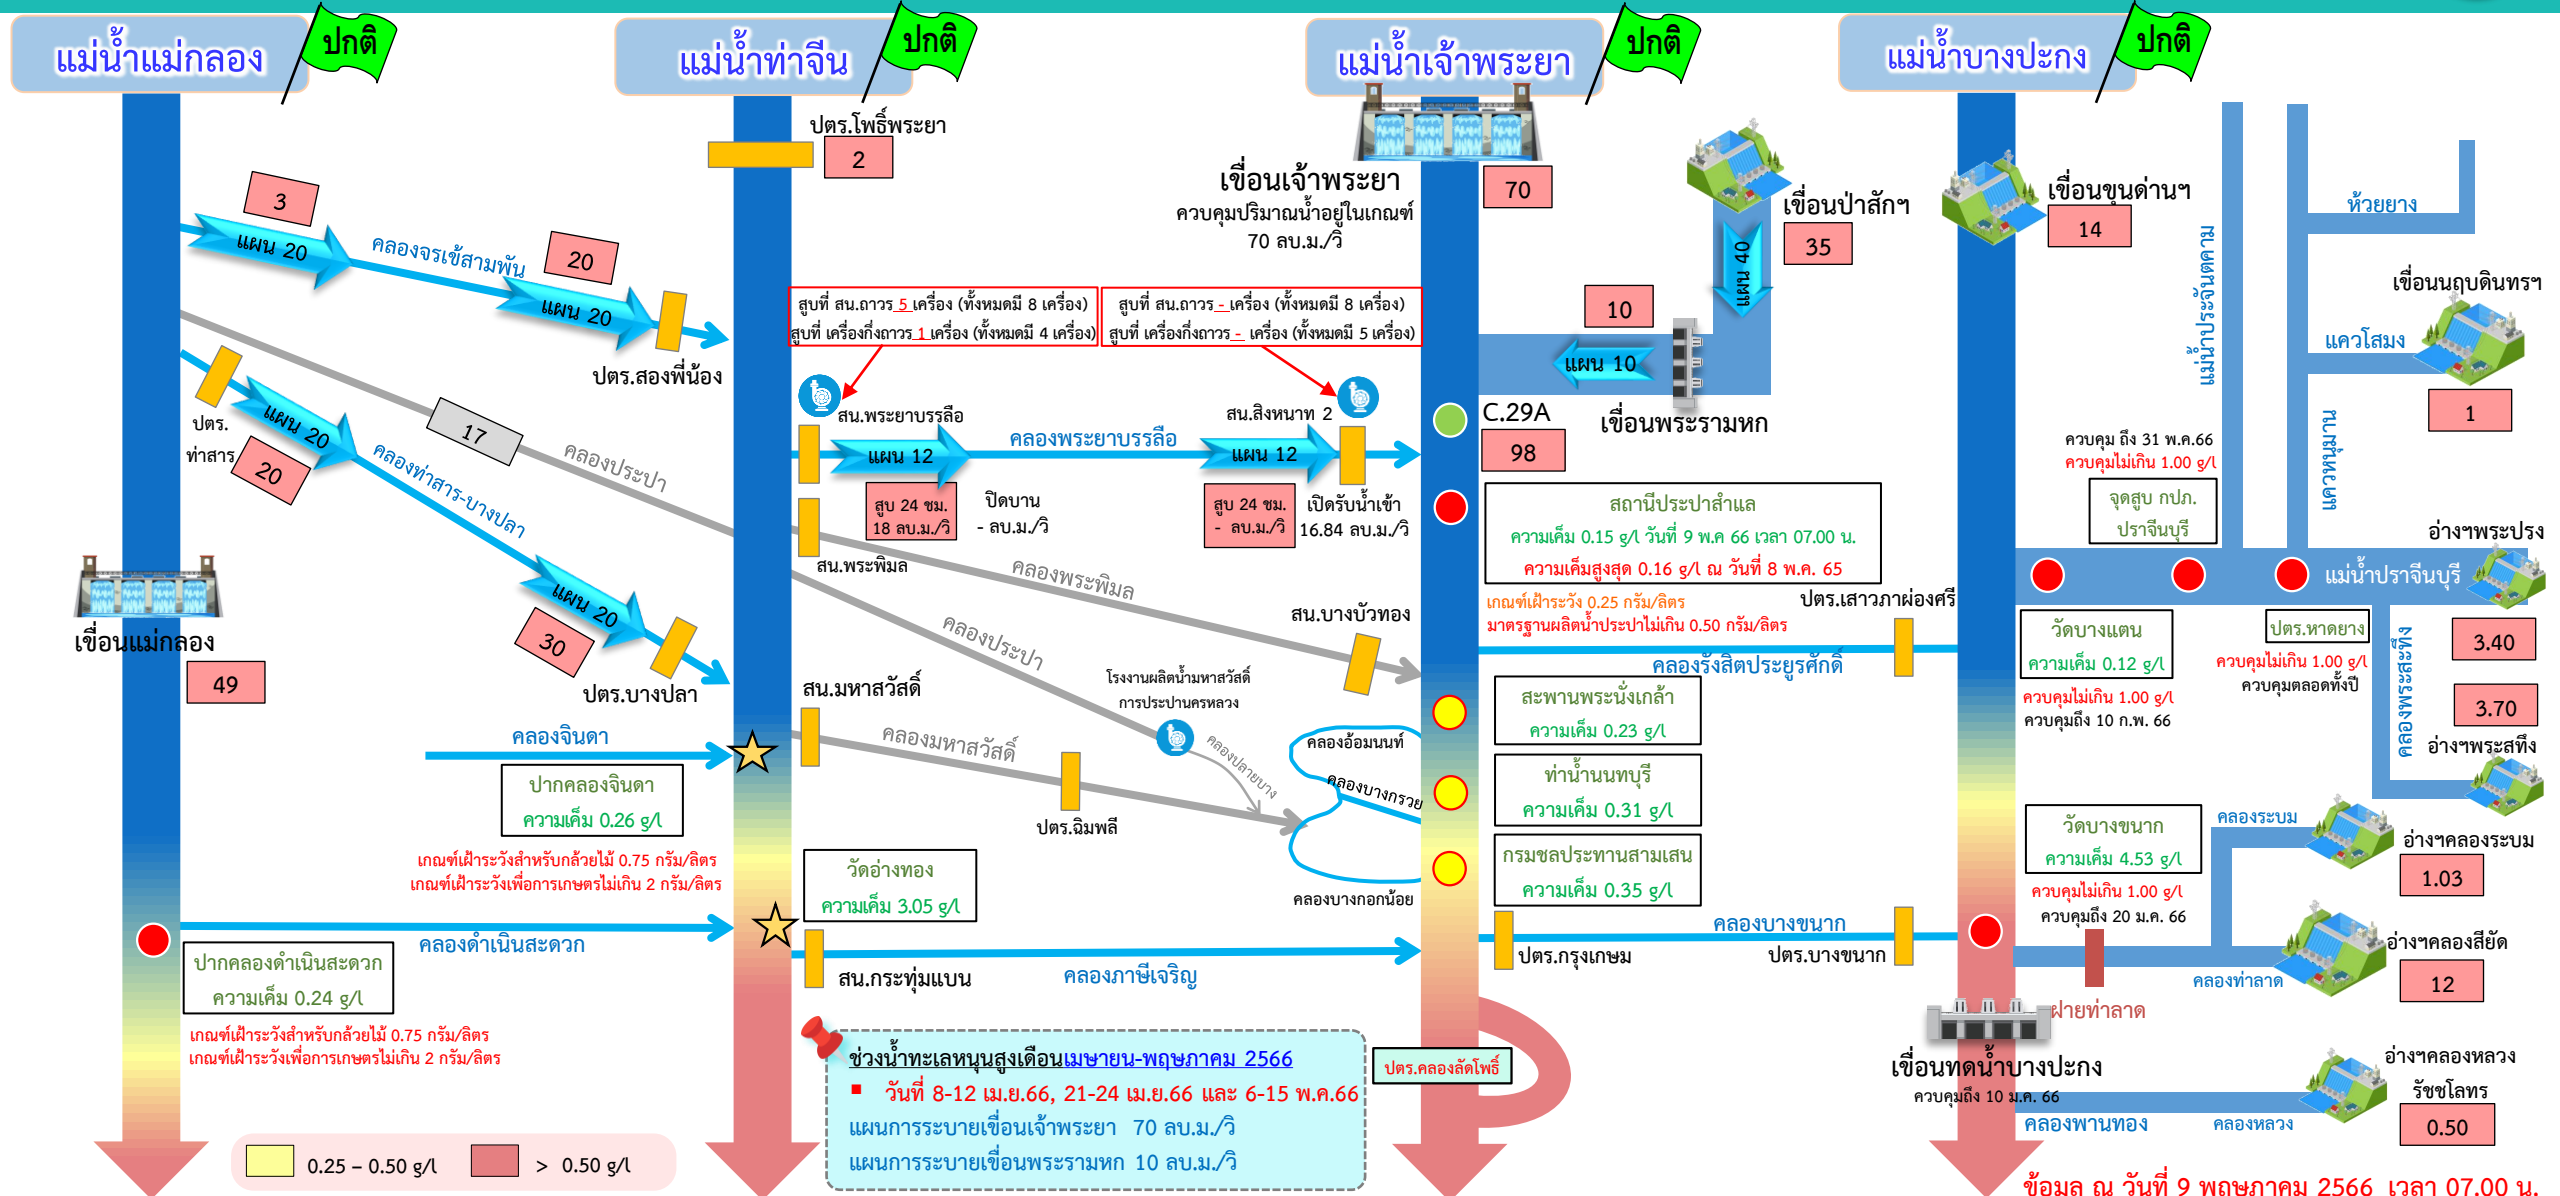 แม่น้ำแม่กลอง
ปกติ
แม่น้ำท่าจีน
ปกติ
แม่น้ำเจ้าพระยา
ปกติ
แม่น้ำบางปะกง
ปกติ
ปตร.โพธิ์พระยา
2
3
แผน 20
คลองจรเข้สามพัน
20
แผน 20
ปตร.สองพี่น้อง
ปตร.
ท่าสาร
20
แผน 20
คลองท่าสาร-บางปลา
17
คลองประปา
แผน 20
30
ปตร.บางปลา
เขื่อนแม่กลอง
49
คลองจินดา
ปากคลองจินดา
ความเค็ม 0.26 g/l
เกณฑ์เฝ้าระวังสำหรับกล้วยไม้ 0.75 กรัม/ลิตร
เกณฑ์เฝ้าระวังเพื่อการเกษตรไม่เกิน 2 กรัม/ลิตร
คลองดำเนินสะดวก
ปากคลองดำเนินสะดวก
ความเค็ม 0.24 g/l
เกณฑ์เฝ้าระวังสำหรับกล้วยไม้ 0.75 กรัม/ลิตร
เกณฑ์เฝ้าระวังเพื่อการเกษตรไม่เกิน 2 กรัม/ลิตร
0.25 – 0.50 g/l
> 0.50 g/l
สูบที่ สน.ถาวร 5 เครื่อง (ทั้งหมดมี 8 เครื่อง)
สูบที่ เครื่องกึ่งถาวร 1 เครื่อง (ทั้งหมดมี 4 เครื่อง)
สูบที่ สน.ถาวร - เครื่อง (ทั้งหมดมี 8 เครื่อง)
สูบที่ เครื่องกึ่งถาวร - เครื่อง (ทั้งหมดมี 5 เครื่อง)
สน.พระยาบรรลือ
แผน 12
คลองพระยาบรรลือ
สน.สิงหนาท 2
แผน 12
สูบ 24 ชม.
18 ลบ.ม./วิ
ปิดบาน
- ลบ.ม./วิ
สูบ 24 ชม.
- ลบ.ม./วิ
เปิดรับน้ำเข้า
16.84 ลบ.ม./วิ
สน.พระพิมล
คลองพระพิมล
สน.บางบัวทอง
คลองประปา
โรงงานผลิตน้ำมหาสวัสดิ์
การประปานครหลวง
สน.มหาสวัสดิ์
คลองมหาสวัสดิ์
ปตร.ฉิมพลี
คลองปลายบาง
คลองอ้อมนนท์
คลองบางกรวย
คลองบางกอกน้อย
วัดอ่างทอง
ความเค็ม 3.05 g/l
สน.กระทุ่มแบน
คลองภาษีเจริญ
ช่วงน้ำทะเลหนุนสูงเดือนเมษายน-พฤษภาคม 2566
▪ วันที่ 8-12 เม.ย.66, 21-24 เม.ย.66 และ 6-15 พ.ค.66
แผนการระบายเขื่อนเจ้าพระยา 70 ลบ.ม./วิ
แผนการระบายเขื่อนพระรามหก 10 ลบ.ม./วิ
ปตร.คลองลัดโพธิ์
เขื่อนเจ้าพระยา
ควบคุมปริมาณน้ำอยู่ในเกณฑ์
70 ลบ.ม./วิ
70
เขื่อนป่าสักฯ
35
แผน 40
10
แผน 10
เขื่อนพระรามหก
C.29A
98
สถานีประปาสำแล
ความเค็ม 0.15 g/l วันที่ 9 พ.ค 66 เวลา 07.00 น.
ความเค็มสูงสุด 0.16 g/l ณ วันที่ 8 พ.ค. 65
เกณฑ์เฝ้าระวัง 0.25 กรัม/ลิตร
มาตรฐานผลิตน้ำประปาไม่เกิน 0.50 กรัม/ลิตร
ปตร.เสาวภาผ่องศรี
คลองรังสิตประยูรศักดิ์
สะพานพระนั่งเกล้า
ความเค็ม 0.23 g/l
ท่าน้ำนนทบุรี
ความเค็ม 0.31 g/l
กรมชลประทานสามเสน
ความเค็ม 0.35 g/l
คลองบางขนาก
ปตร.กรุงเกษม
ปตร.บางขนาก
เขื่อนขุนด่านฯ
14
แม่น้ำประจันตคาม
ห้วยยาง
เขื่อนนฤบดินทรฯ
แควโสมง
1
แควหนุมาน
ควบคุม ถึง 31 พ.ค.66
ควบคุมไม่เกิน 1.00 g/l
จุดสูบ กปภ.
ปราจีนบุรี
อ่างฯพระปรง
แม่น้ำปราจีนบุรี
3.40
วัดบางแตน
ความเค็ม 0.12 g/l
ควบคุมไม่เกิน 1.00 g/l
ควบคุมถึง 10 ก.พ. 66
ปตร.หาดยาง
ควบคุมไม่เกิน 1.00 g/l
ควบคุมตลอดทั้งปี
คลองพระสะทึง
3.70
อ่างฯพระสทึง
วัดบางขนาก
ความเค็ม 4.53 g/l
ควบคุมไม่เกิน 1.00 g/l
ควบคุมถึง 20 ม.ค. 66
คลองระบม
อ่างฯคลองระบม
1.03
อ่างฯคลองสียัด
12
คลองท่าลาด
ฝายท่าลาด
เขื่อนทดน้ำบางปะกง
ควบคุมถึง 10 ม.ค. 66
คลองพานทอง
คลองหลวง
อ่างฯคลองหลวง
รัชชโลทร
0.50
ข้อมูล ณ วันที่ 9 พฤษภาคม 2566 เวลา 07.00 น.